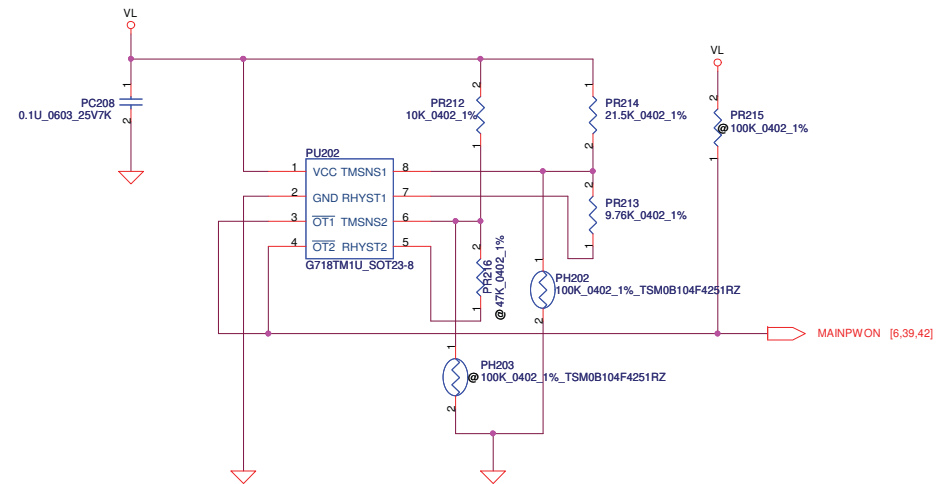 VL
VL
1
PC208
0.1U_0603_25V7K
2
2
PR212
10K_0402_1%
1
1
PR214
21.5K_0402_1%
2
2
PR215
@ 100K_0402_1%
1
PU202
1 VCC TMSNS1 8
2 GND RHYST1 7
3 OT1 TMSNS2 6
4 OT2 RHYST2 5
G718TM1U_SOT23-8
2
PR213
9.76K_0402_1%
1
2
PR216
@ 47K_0402_1%
1
1
PH202
100K_0402_1%_TSM0B104F4251RZ
2
MAINPWON [6,39,42]
1
PH203
@ 100K_0402_1%_TSM0B104F4251RZ
2